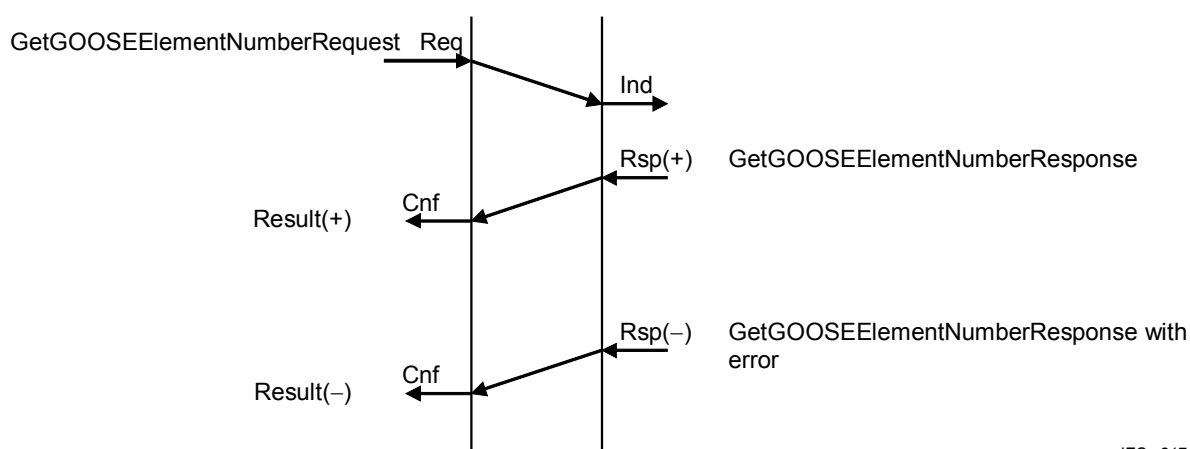 GetGOOSEElementNumberRequest Req
Ind
Rsp(+) GetGOOSEElementNumberResponse
Cnf
Result(+)
Rsp(–) GetGOOSEElementNumberResponse with
error
Cnf
Result(–)